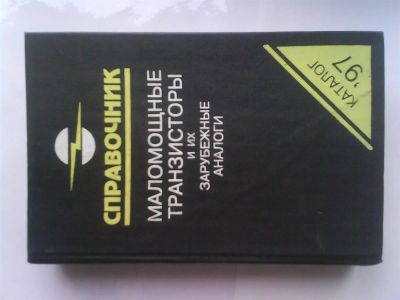 СПРАВОЧНИК
МАЛОМОЩНЫЕ
ТРАНЗИСТОРЫ
И ИХ
ЗАРУБЕЖНЫЕ
АНАЛОГИ
КАТАЛОГ
'97